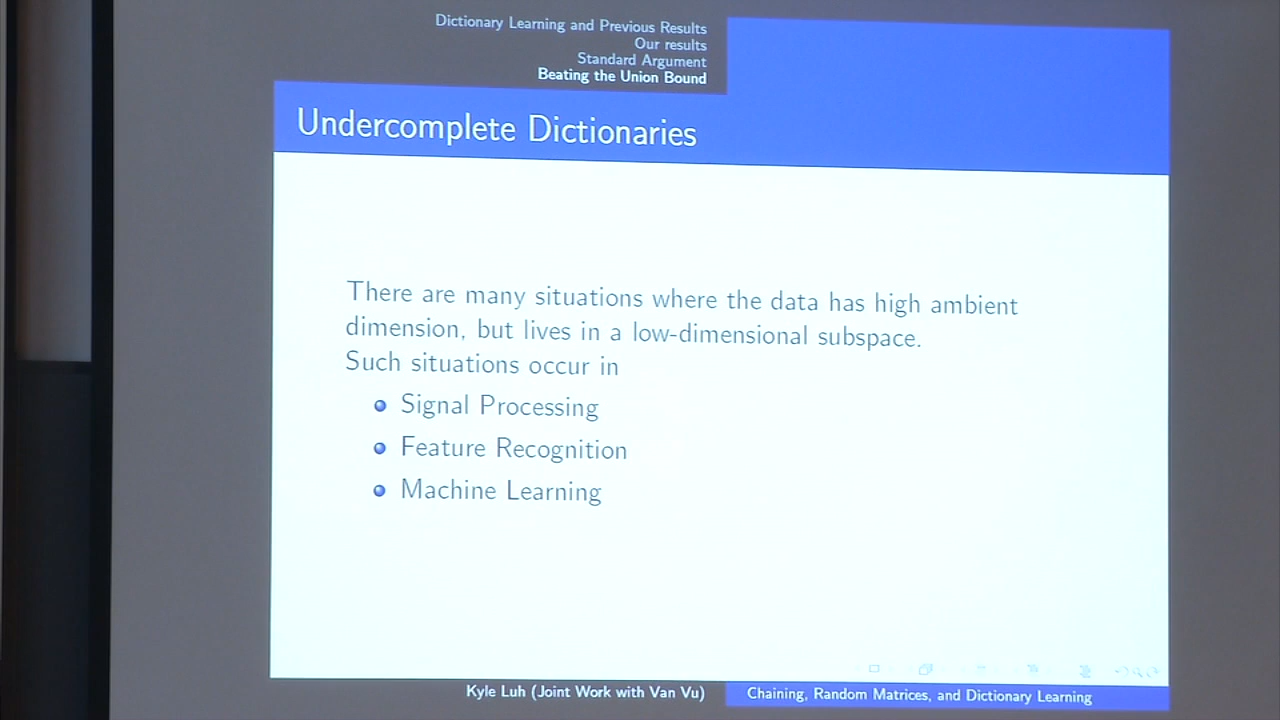 Dictionary Learning and Previous Results
Our results
Standard Argument
Beating the Union Bound
Undercomplete Dictionaries
There are many situations where the data has high ambient
dimension, but lives in a low-dimensional subspace.
Such situations occur in
Signal Processing
Feature Recognition
Machine Learning
Kyle Luh (Joint Work with Van Vu)
Chaining, Random Matrices, and Dictionary Learning